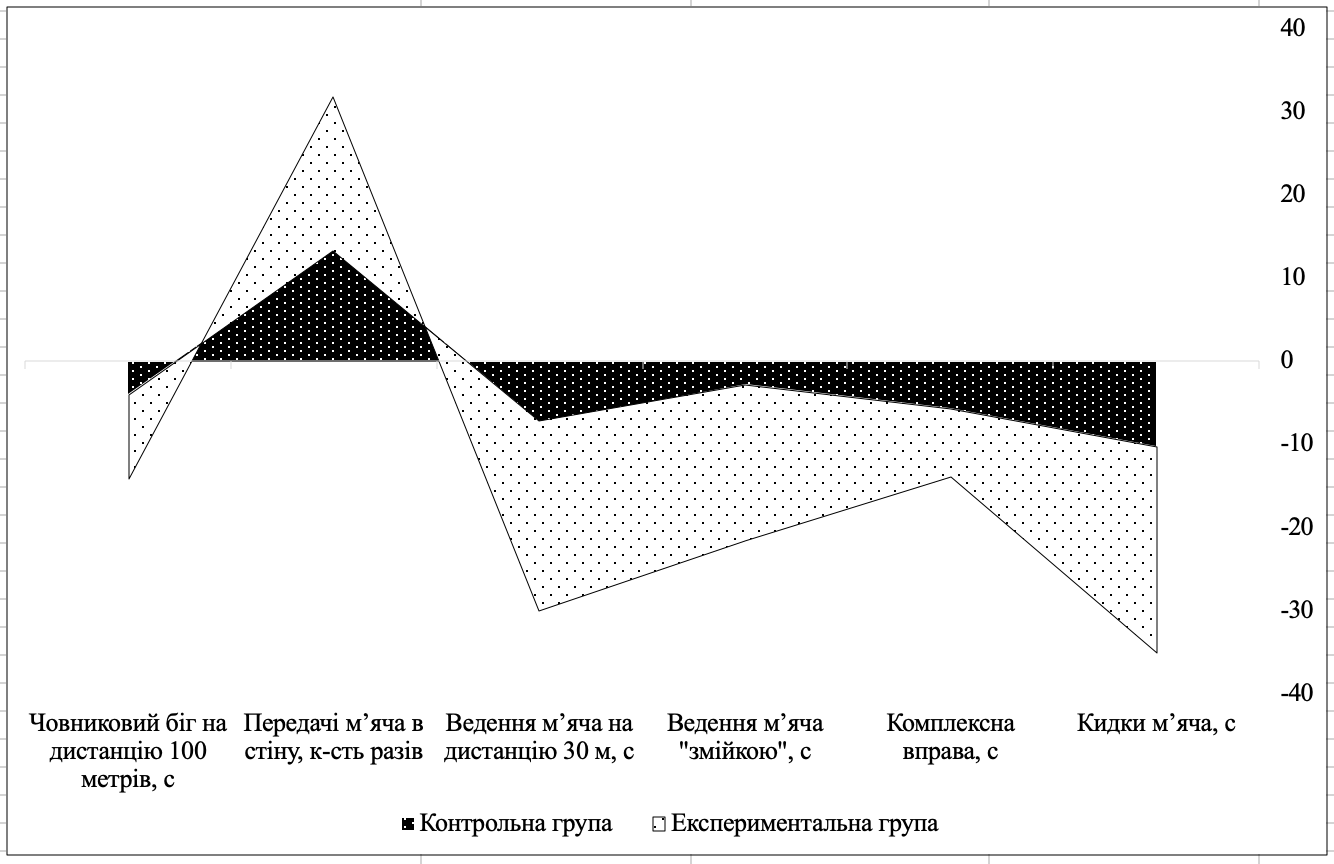 40
30
20
10
0
-10
-20
-30
-40
Човниковий біг на
дистанцію 100
метрів, с
Передачі м’яча в
стіну, к-сть разів
Ведення м’яча на
дистанцію 30 м, с
Ведення м’яча
"змійкою", с
Комплексна
вправа, с
Кидки м’яча, с
Контрольна група
Експериментальна група